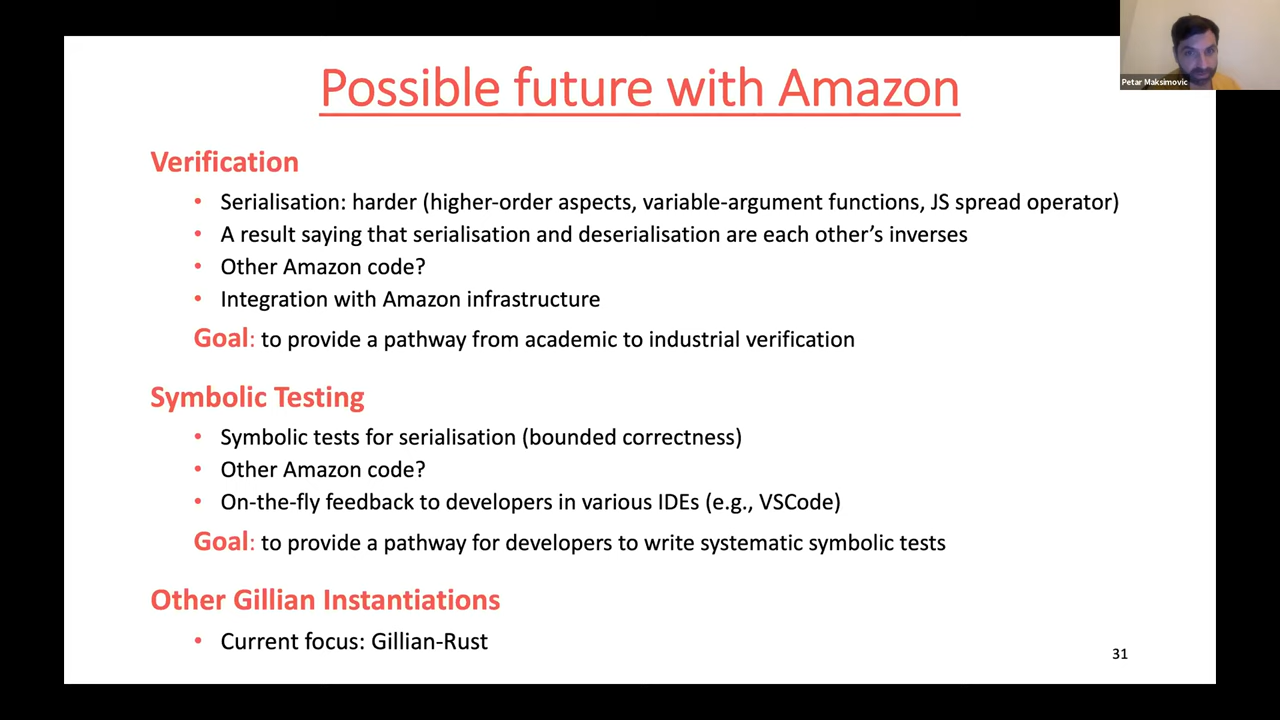 Possible future with Amazon
Petar Maksimovic
Verification
• Serialisation: harder (higher-order aspects, variable-argument functions, JS spread operator)
• A result saying that serialisation and deserialisation are each other’s inverses
• Other Amazon code?
• Integration with Amazon infrastructure
Goal: to provide a pathway from academic to industrial verification
Symbolic Testing
• Symbolic tests for serialisation (bounded correctness)
• Other Amazon code?
• On-the-fly feedback to developers in various IDEs (e.g., VSCode)
Goal: to provide a pathway for developers to write systematic symbolic tests
Other Gillian Instantiations
• Current focus: Gillian-Rust
31